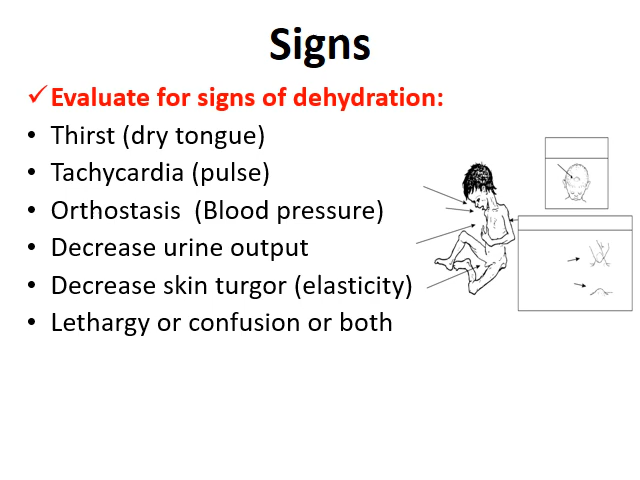 Signs
✓Evaluate for signs of dehydration:
• Thirst (dry tongue)
• Tachycardia (pulse)
• Orthostasis  (Blood pressure)
• Decrease urine output
• Decrease skin turgor (elasticity)
• Lethargy or confusion or both